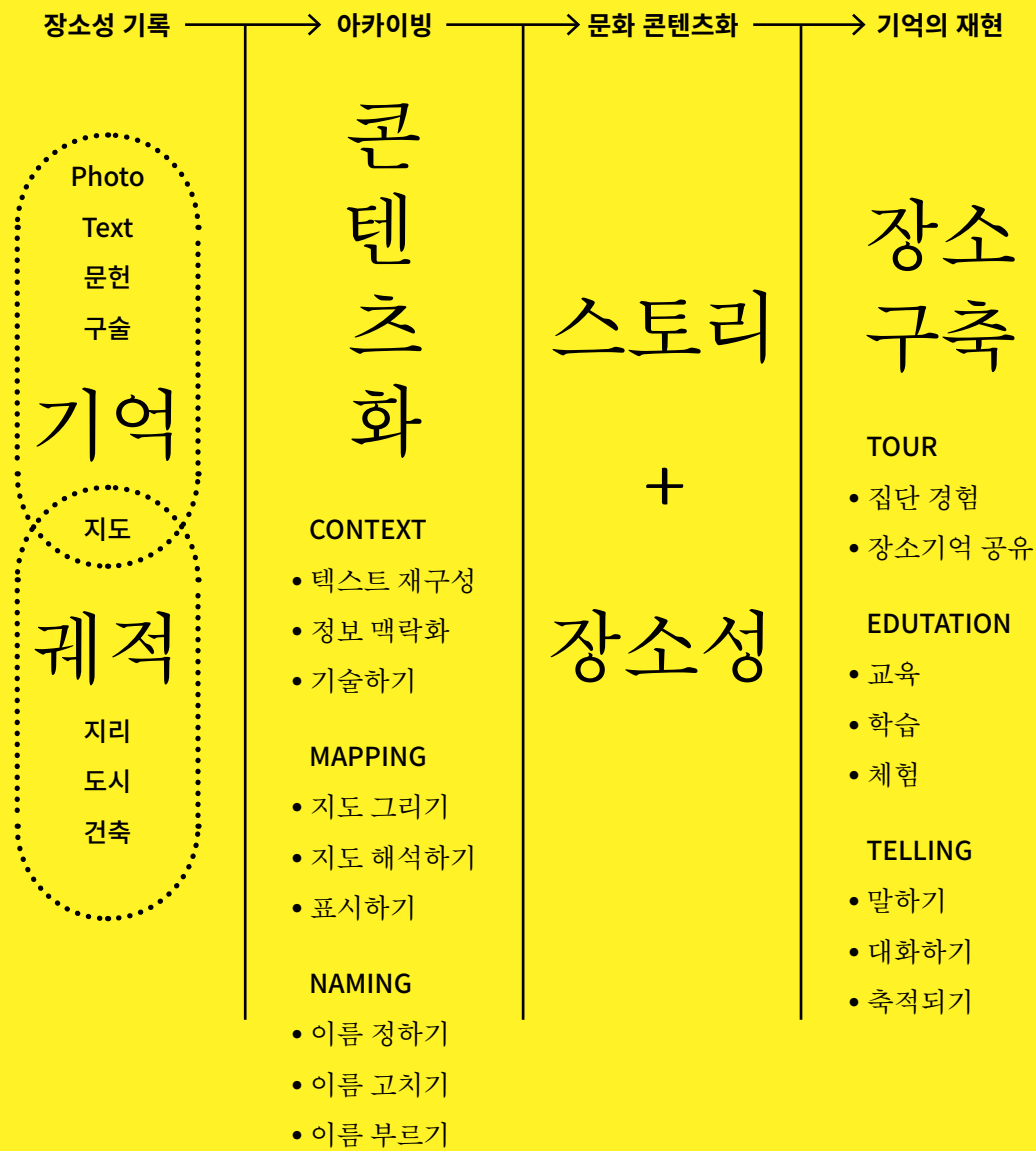 장소성 기록 → 아카이빙 → 문화 콘텐츠화 → 기억의 재현
Photo
Text
문헌
구술
기억
지도
궤적
지리
도시
건축
콘
텐
츠
화
CONTEXT
• 텍스트 재구성
• 정보 맥락화
• 기술하기
MAPPING
• 지도 그리기
• 지도 해석하기
• 표시하기
NAMING
• 이름 정하기
• 이름 고치기
• 이름 부르기
스토리
+
장소성
장소
구축
TOUR
• 집단 경험
• 장소기억 공유
EDUTATION
• 교육
• 학습
• 체험
TELLING
• 말하기
• 대화하기
• 축적되기